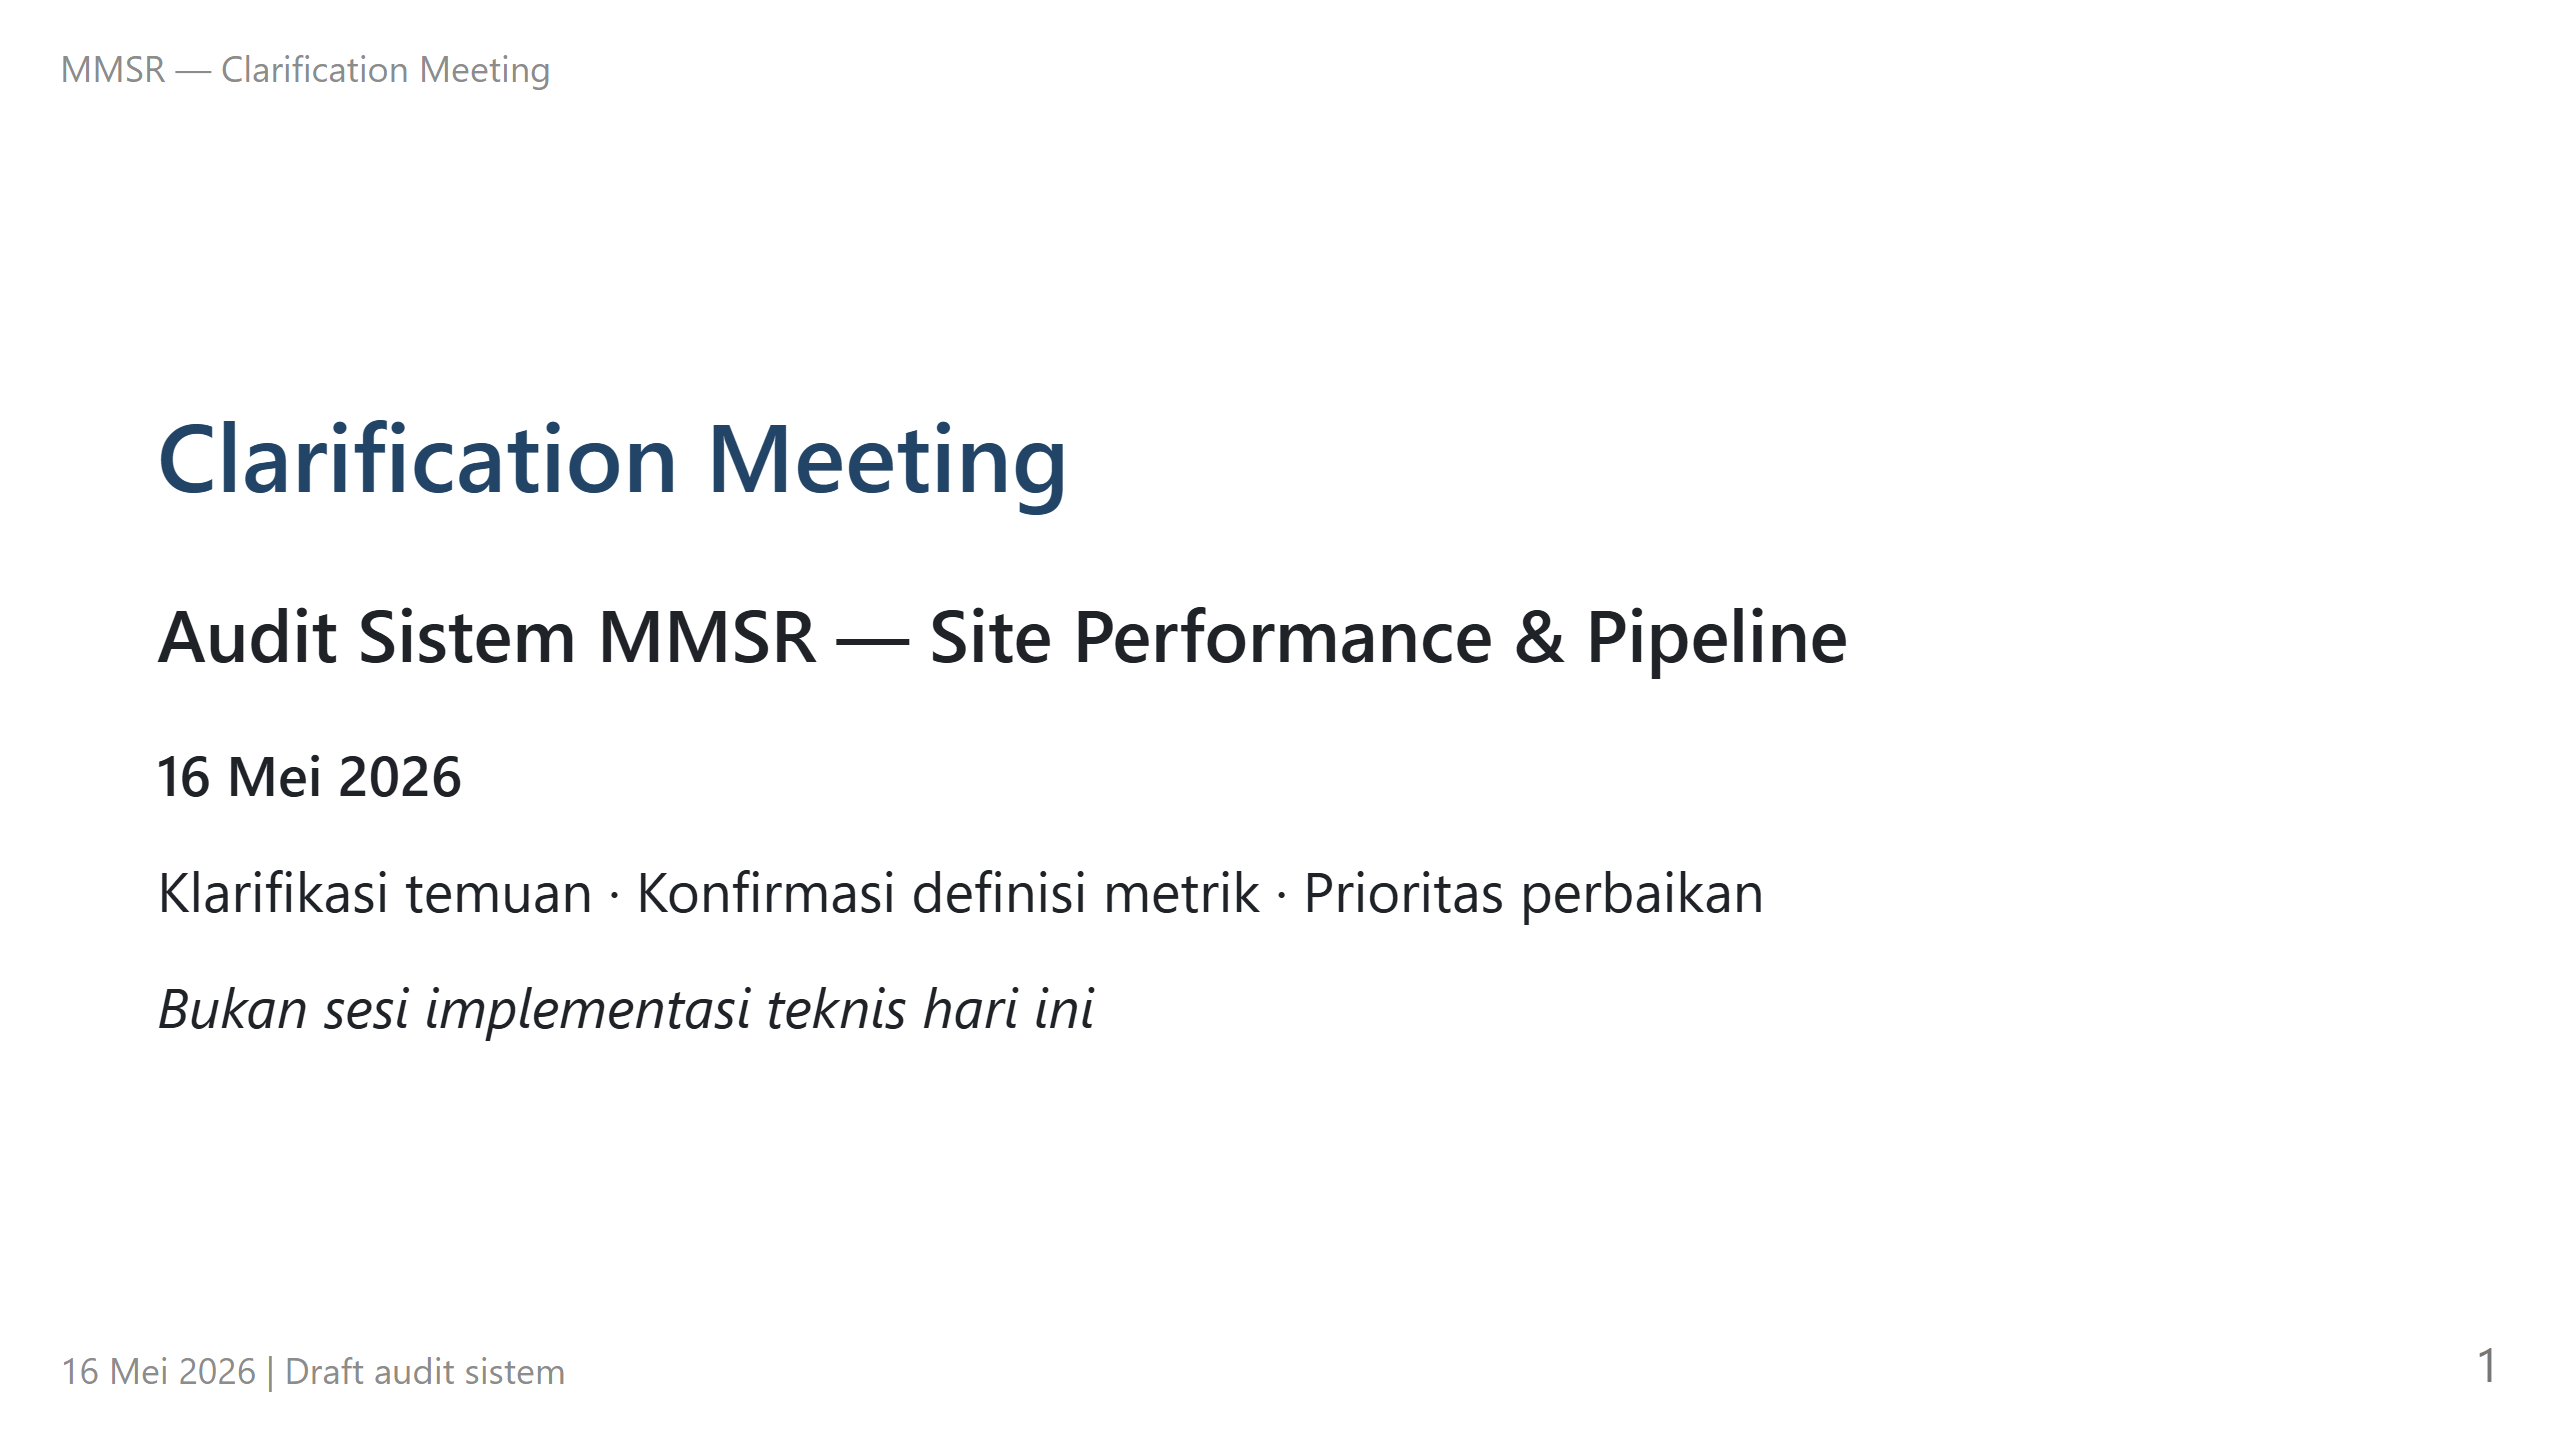 MMSR — Clarification Meeting
Clarification Meeting
Audit Sistem MMSR — Site Performance & Pipeline
16 Mei 2026
Klarifikasi temuan · Konfirmasi definisi metrik · Prioritas perbaikan
Bukan sesi implementasi teknis hari ini
16 Mei 2026 | Draft audit sistem
1